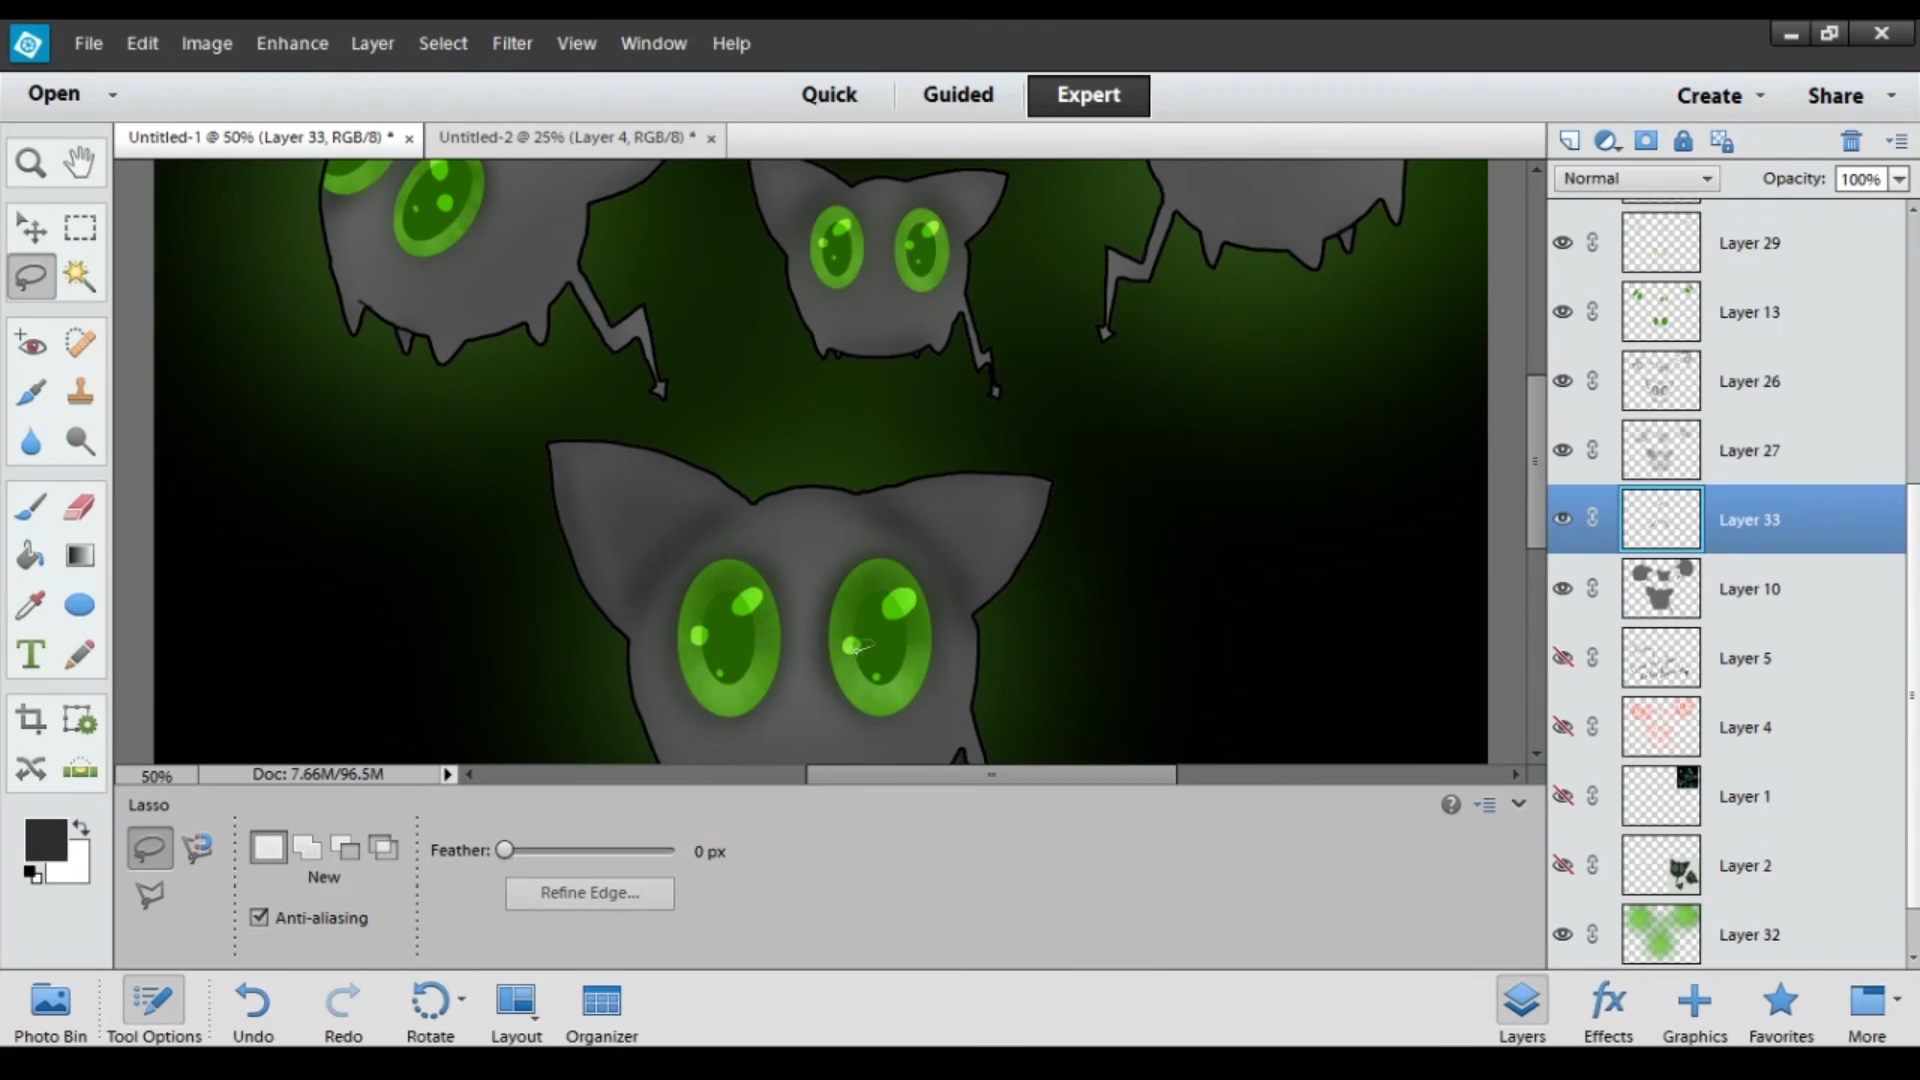 File Edit Image Enhance Layer Select Filter View Window Help
Open Quick Guided Expert Create Share
Untitled-1 @ 50% (Layer 33, RGB/8) * × Untitled-2 @ 25% (Layer 4, RGB/8) * ×
Normal Opacity: 100%
Layer 29
Layer 13
Layer 26
Layer 27
Layer 33
Layer 10
Layer 5
Layer 4
Layer 1
Layer 2
Layer 32
50% Doc: 7.66M/96.5M
Lasso
Feather: 0 px
New
Refine Edge...
Anti-aliasing
Photo Bin Tool Options Undo Redo Rotate Layout Organizer Layers Effects Graphics Favorites More